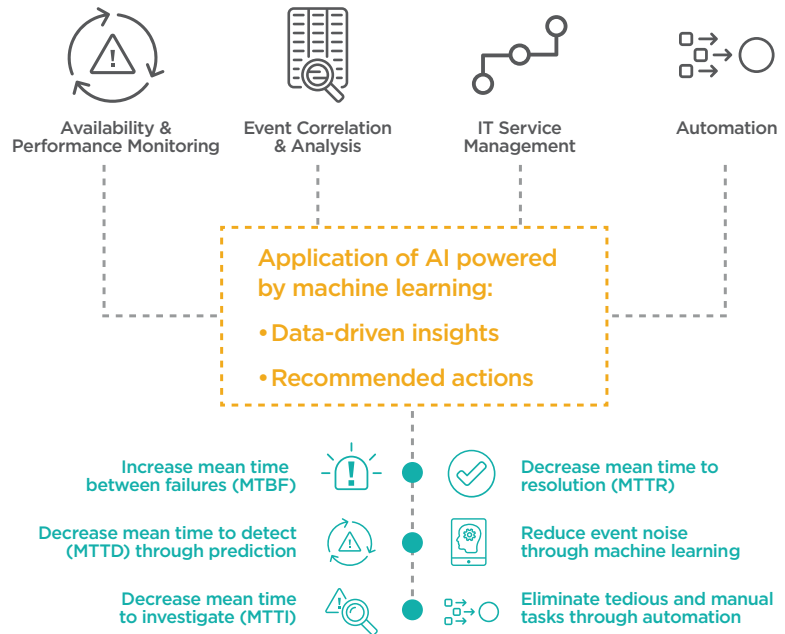 Availability &
Performance Monitoring
Event Correlation
& Analysis
IT Service
Management
Automation
Application of AI powered
by machine learning:
•Data-driven insights
•Recommended actions
Increase mean time
between failures (MTBF)
Decrease mean time to
resolution (MTTR)
Decrease mean time to detect
(MTTD) through prediction
Reduce event noise
through machine learning
Decrease mean time
to investigate (MTTI)
Eliminate tedious and manual
tasks through automation